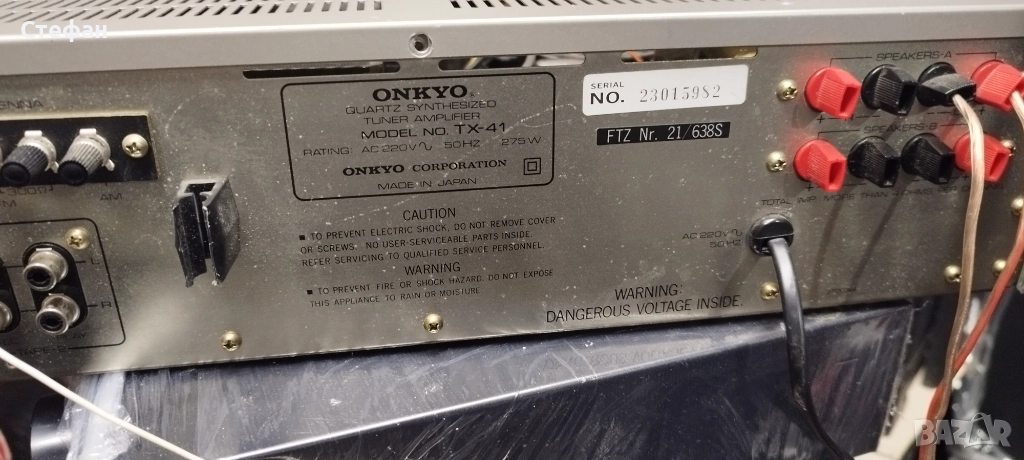 Стефан
ONKYO
QUARTZ SYNTHESIZED
TUNER AMPLIFIER
MODEL NO. TX-41
RATING: AC 220V 50HZ 275W
ONKYO CORPORATION
MADE IN JAPAN
SERIAL
NO. 23015982
FTZ Nr. 21/638S
SPEAKERS-A
SPEAKERS-B
+
+
TOTAL AMP. MORE THAN
AC 220V
50HZ
AM
L
R
CAUTION
■ TO PREVENT ELECTRIC SHOCK, DO NOT REMOVE COVER
OR SCREWS. NO USER-SERVICEABLE PARTS INSIDE.
REFER SERVICING TO QUALIFIED SERVICE PERSONNEL.
WARNING
■ TO PREVENT FIRE OR SHOCK HAZARD, DO NOT EXPOSE
THIS APPLIANCE TO RAIN OR MOISTURE.
WARNING:
DANGEROUS VOLTAGE INSIDE.
BAZAR